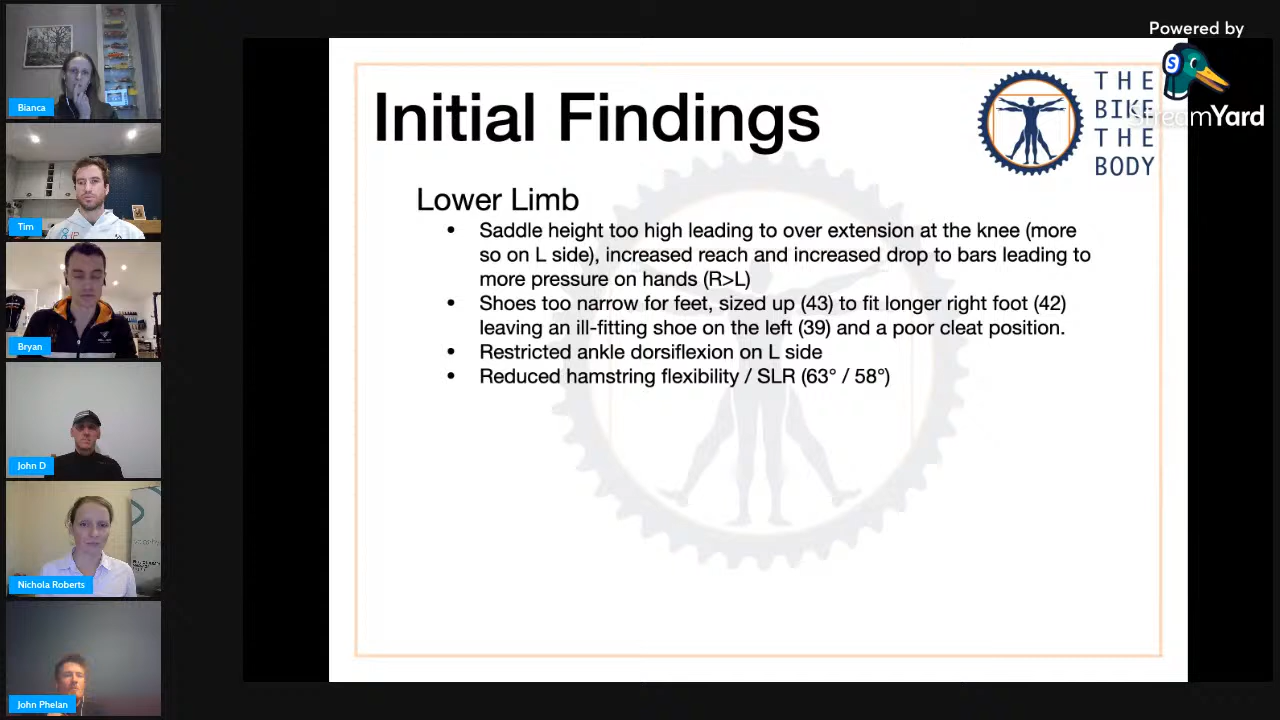 Powered by
StreamYard
Initial Findings
THE
BIKE
THE
BODY
Lower Limb
• Saddle height too high leading to over extension at the knee (more
so on L side), increased reach and increased drop to bars leading to
more pressure on hands (R>L)
• Shoes too narrow for feet, sized up (43) to fit longer right foot (42)
leaving an ill-fitting shoe on the left (39) and a poor cleat position.
• Restricted ankle dorsiflexion on L side
• Reduced hamstring flexibility / SLR (63° / 58°)
Bianca
Tim
Bryan
John D
Nichola Roberts
John Phelan